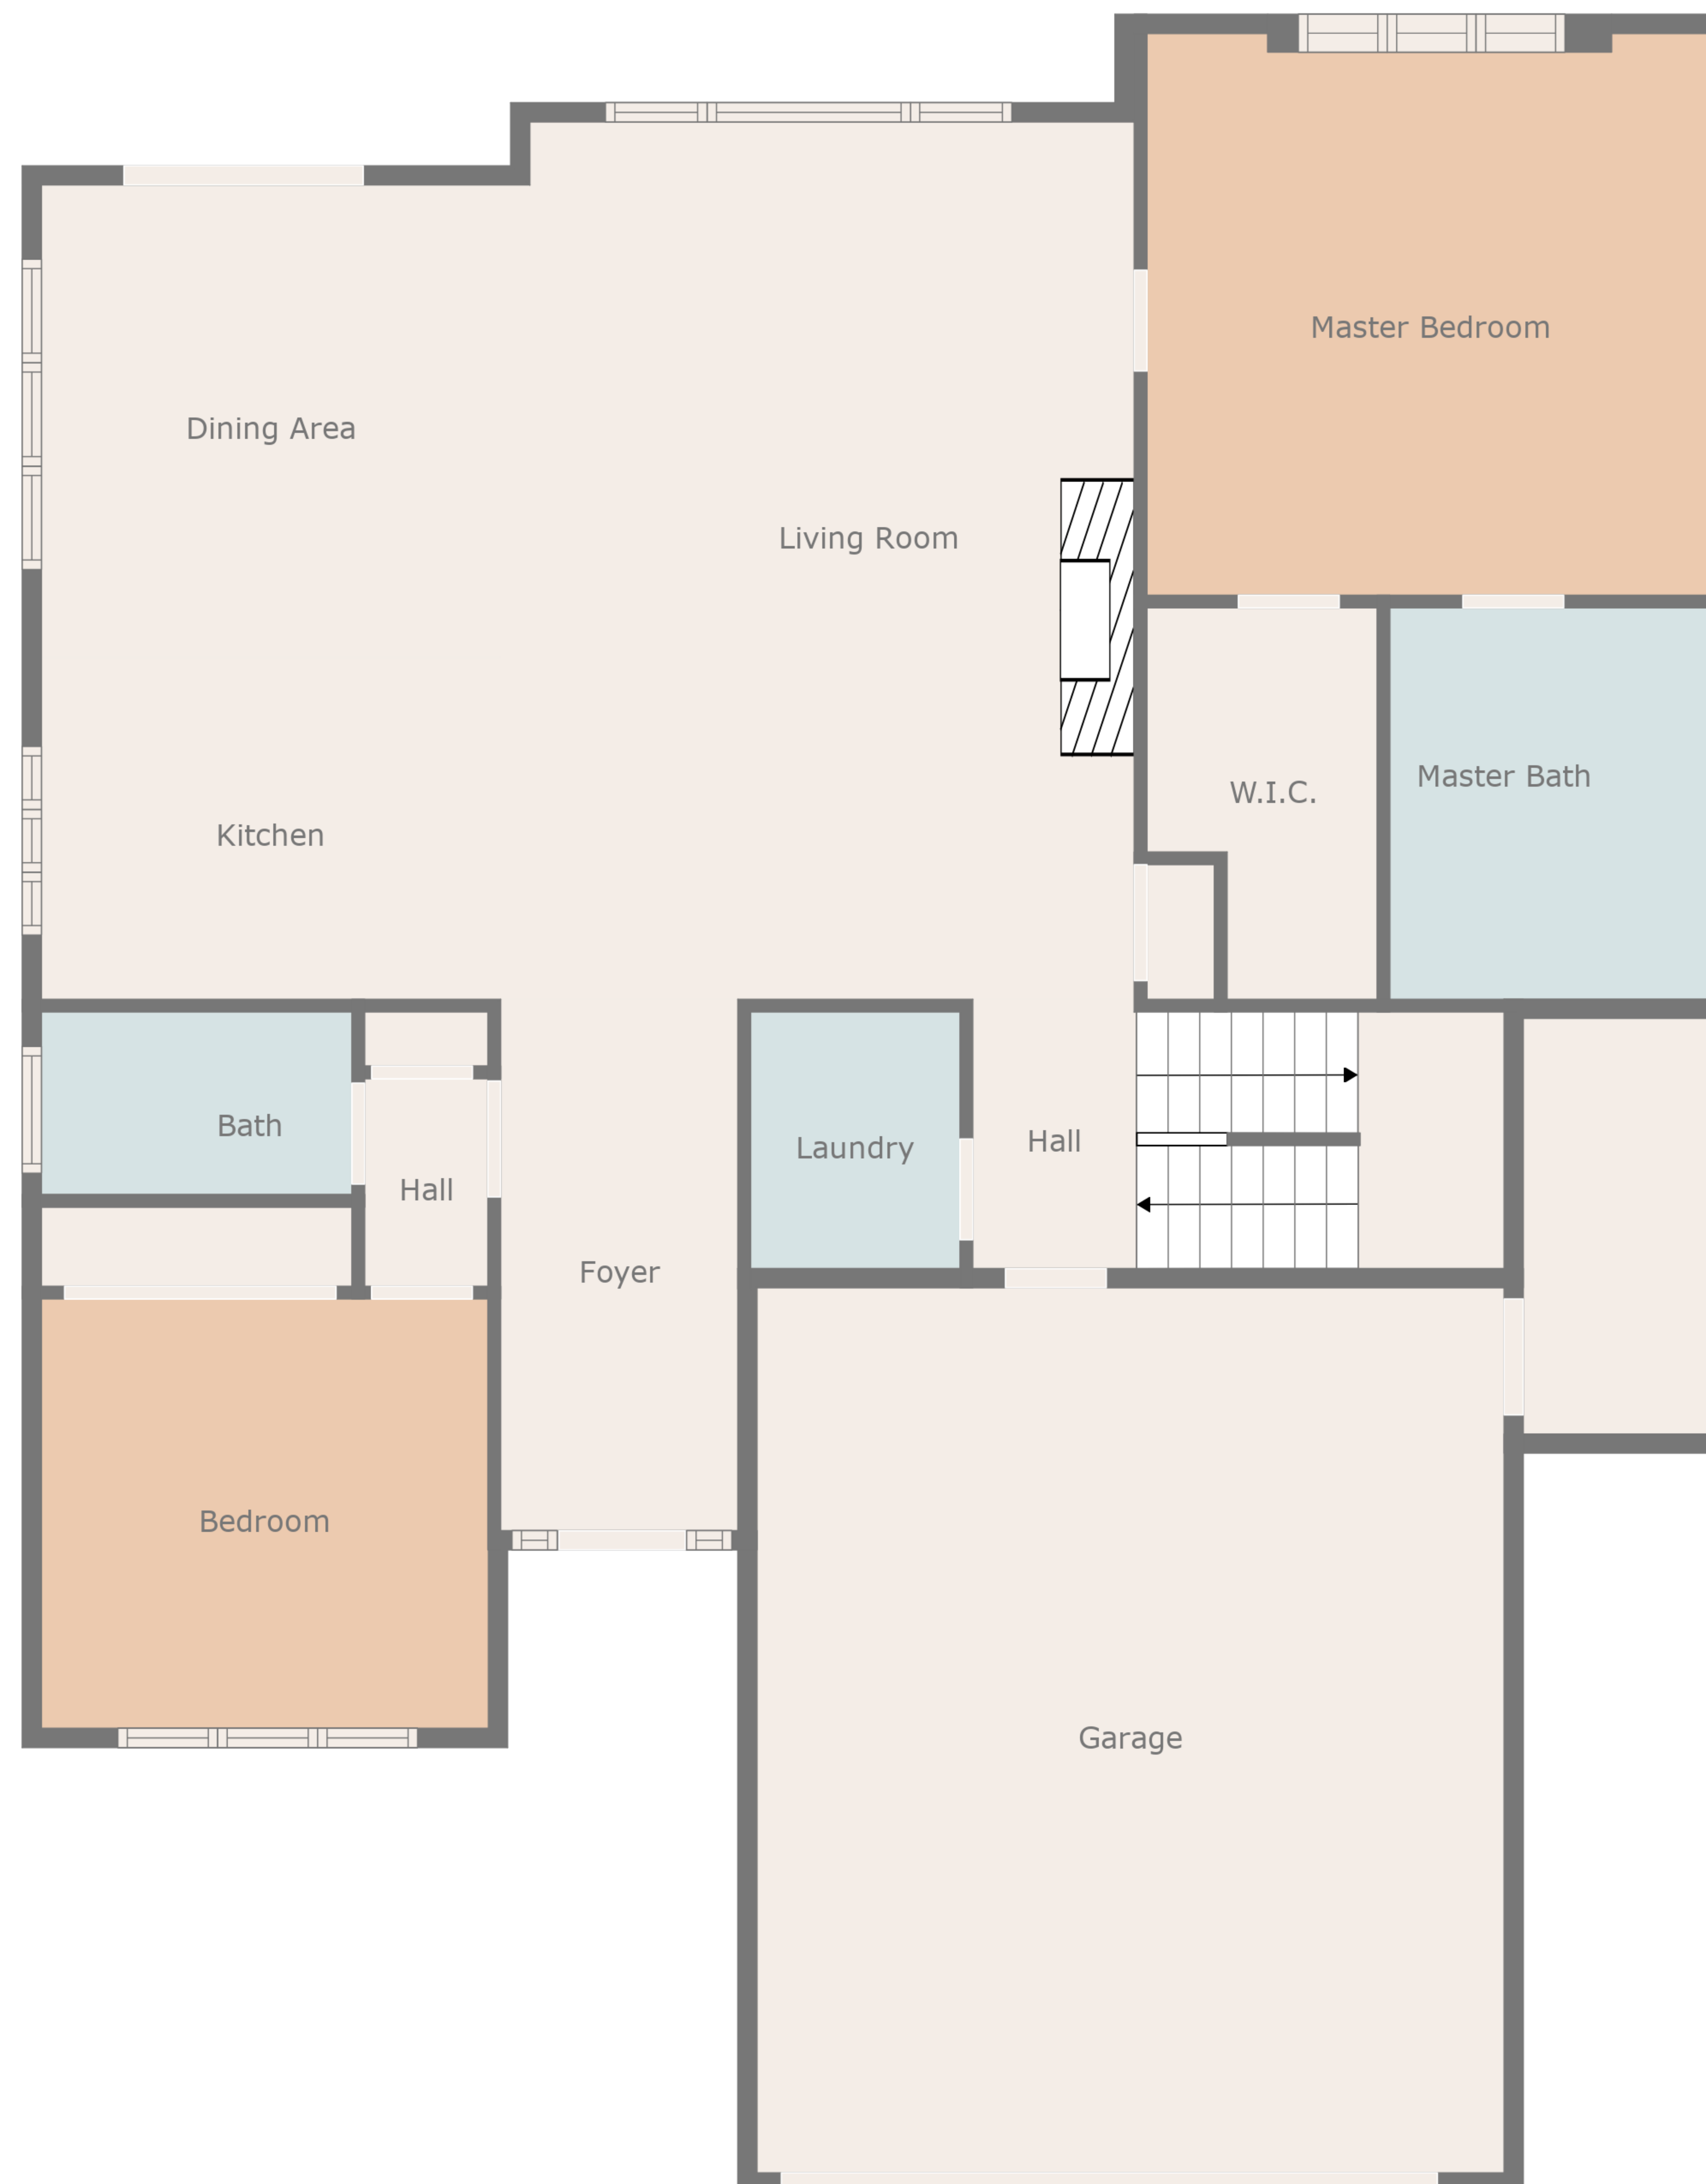 Master Bedroom
Dining Area
Living Room
Master Bath
W.I.C.
Kitchen
Bath
Hall
Laundry
Hall
Foyer
Bedroom
Garage